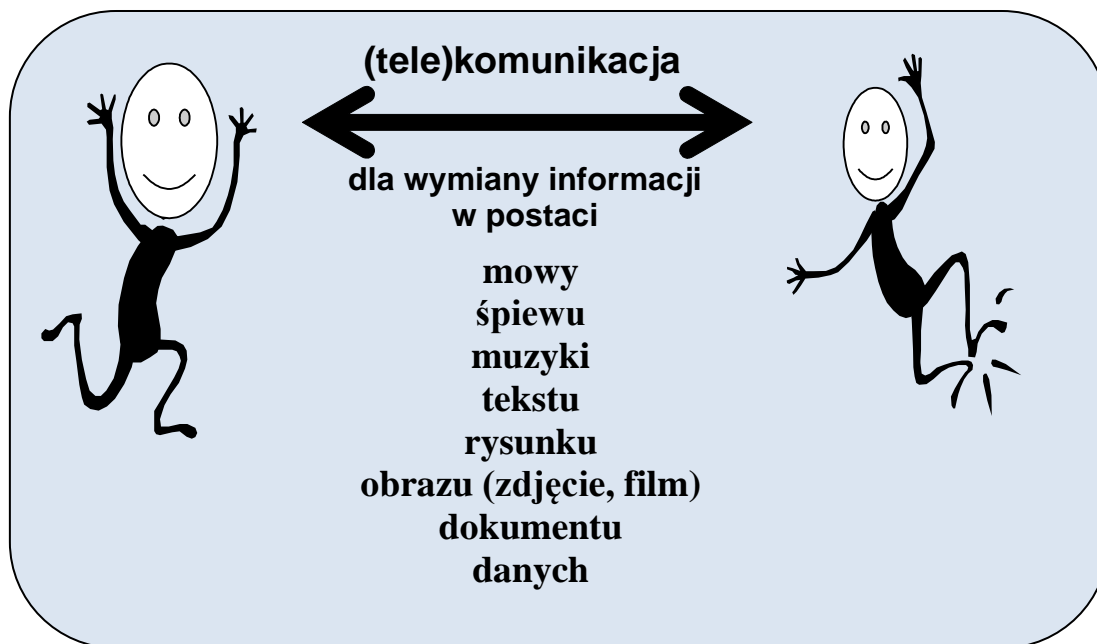 (tele)komunikacja
dla wymiany informacji
w postaci
mowy
śpiewu
muzyki
tekstu
rysunku
obrazu (zdjęcie, film)
dokumentu
danych